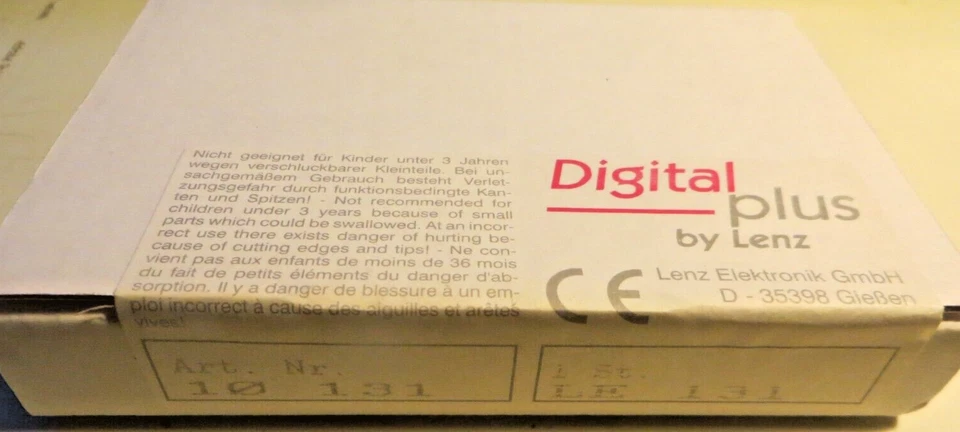 Nicht geeignet für Kinder unter 3 Jahren
wegen verschluckbarer Kleinteile. Bei un-
sachgemäßem Gebrauch besteht Verlet-
zungsgefahr durch funktionsbedingte Kan-
ten und Spitzen! - Not recommended for
children under 3 years because of small
parts which could be swallowed. At an incor-
rect use there exists danger of hurting be-
cause of cutting edges and tips! - Ne con-
vient pas aux enfants de moins de 36 mois
du fait de petits éléments du danger d'ab-
sorption. Il y a danger de blessure à un em-
ploi incorrect à cause des aiguilles et arêtes
vives!
Digital
plus
by Lenz
CE
Lenz Elektronik GmbH
D - 35398 Gießen
Art. Nr.
10 131
1 St.
LE 131